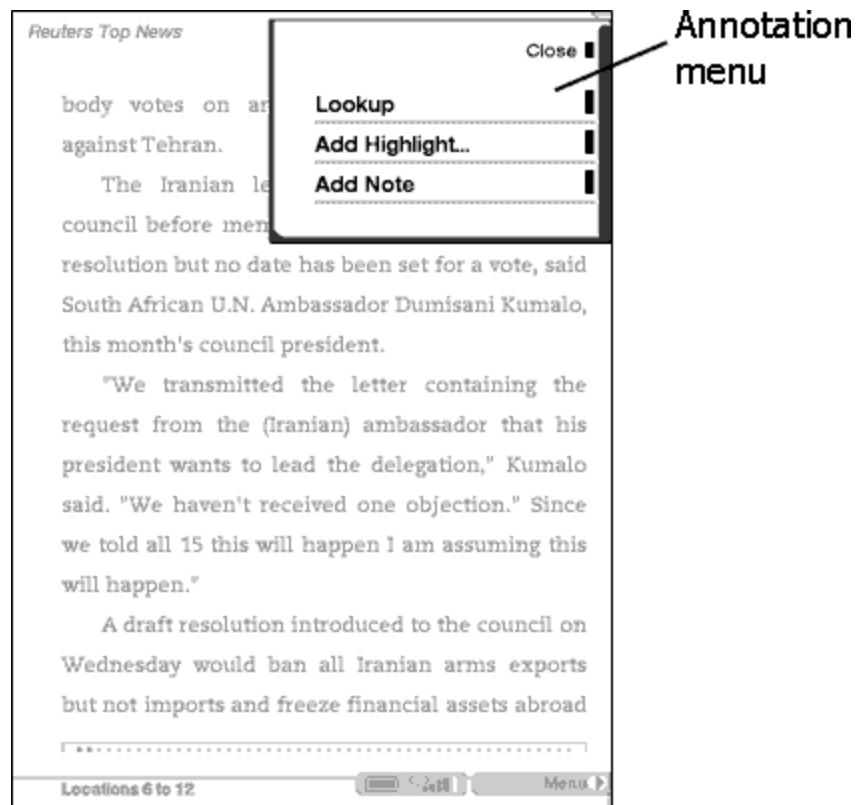 Reuters Top News
Close
Annotation
menu
Lookup
Add Highlight...
Add Note
body votes on
against Tehran.
The Iranian
council before
resolution but no date has been set for a vote, said
South African U.N. Ambassador Dumisani Kumalo,
this month's council president.
"We transmitted the letter containing the
request from the (Iranian) ambassador that his
president wants to lead the delegation," Kumalo
said. "We haven't received one objection." Since
we told all 15 this will happen I am assuming this
will happen."
A draft resolution introduced to the council on
Wednesday would ban all Iranian arms exports
but not imports and freeze financial assets abroad
Locations 6 to 12
Menu